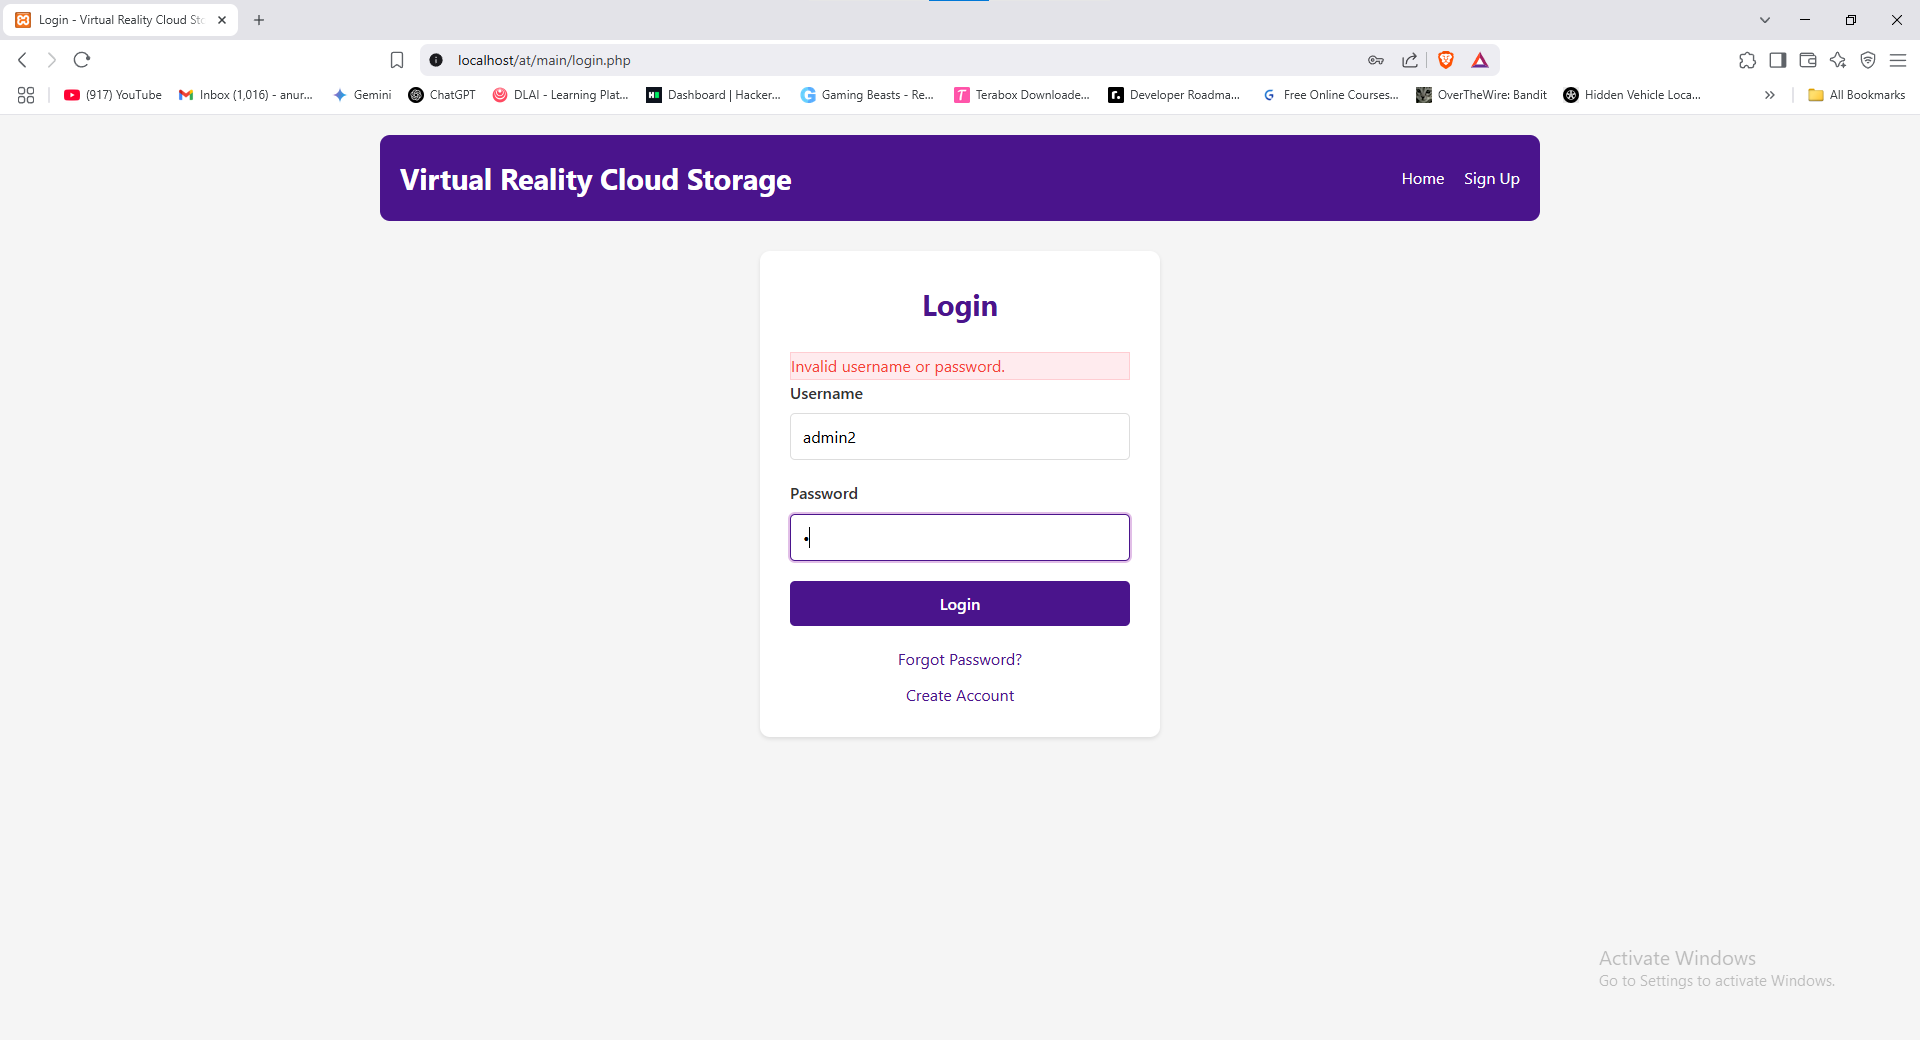 Login - Virtual Reality Cloud Sto
localhost/at/main/login.php
(917) YouTube
Inbox (1,016) - anur...
Gemini
ChatGPT
DLAI - Learning Plat...
Dashboard | Hacker...
Gaming Beasts - Re...
Terabox Downloade...
Developer Roadma...
Free Online Courses...
OverTheWire: Bandit
Hidden Vehicle Loca...
All Bookmarks
Virtual Reality Cloud Storage
Home
Sign Up
Login
Invalid username or password.
Username
admin2
Password
Login
Forgot Password?
Create Account
Activate Windows
Go to Settings to activate Windows.